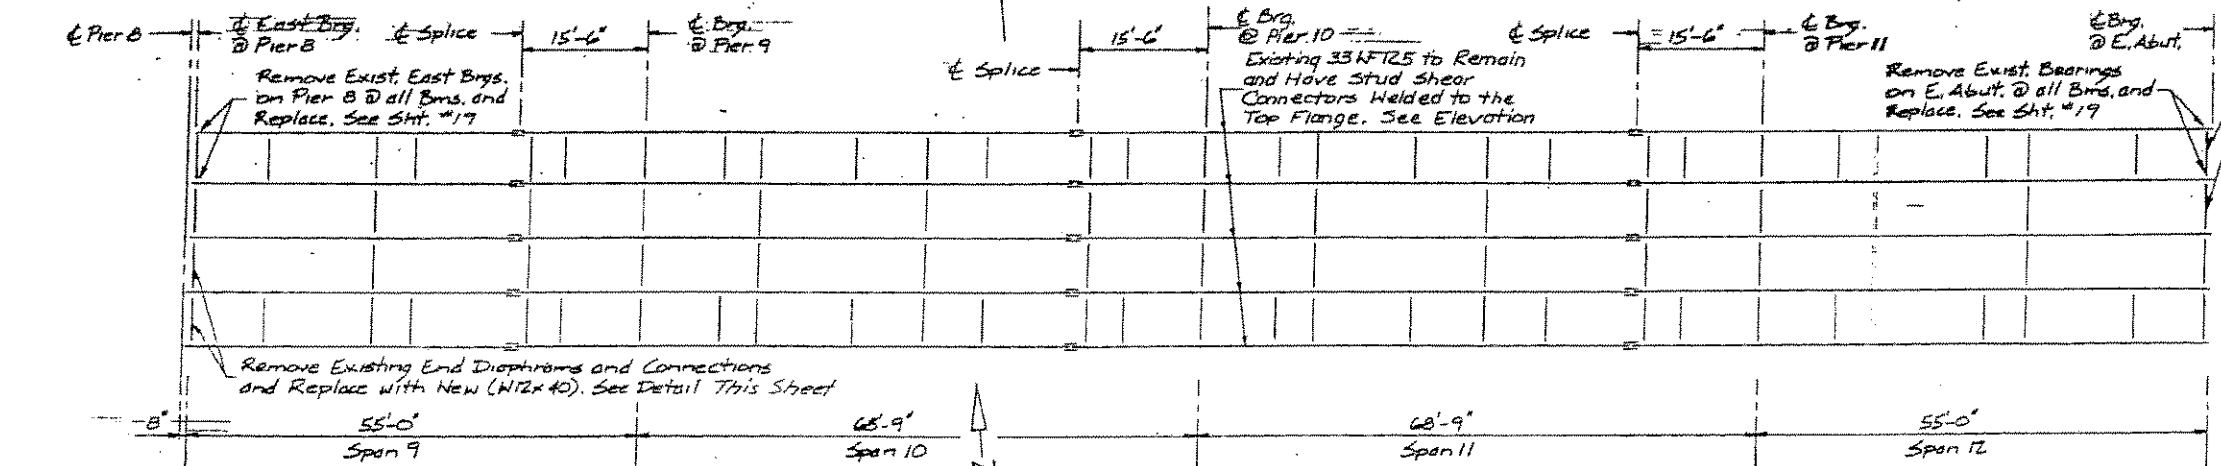 ℄ Pier 8
℄ East Brg.
@ Pier 8
℄ Splice
15'-6"
℄ Brg.
@ Pier 9
℄ Splice
15'-6"
℄ Brg.
@ Pier 10
℄ Splice
15'-6"
℄ Brg.
@ Pier 11
℄ Brg.
@ E. Abut.
Remove Exist. East Brgs.
on Pier 8 @ all Bms. and
Replace. See Sht. #19
Existing 33 WF 125 to Remain
and Have Stud Shear
Connectors Welded to the
Top Flange. See Elevation
Remove Exist. Bearings
on E. Abut. @ all Bms. and
Replace. See Sht. #19
Remove Existing End Diaphrams and Connections
and Replace with New (W12x40). See Detail This Sheet
8"
55'-0"
Span 9
68'-9"
Span 10
68'-9"
Span 11
55'-0"
Span 12